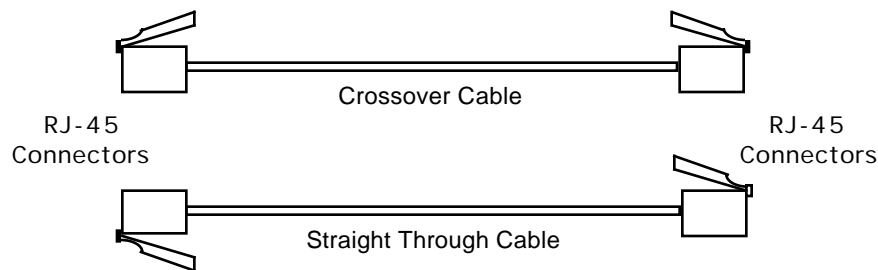 Crossover Cable
RJ-45
Connectors
RJ-45
Connectors
Straight Through Cable